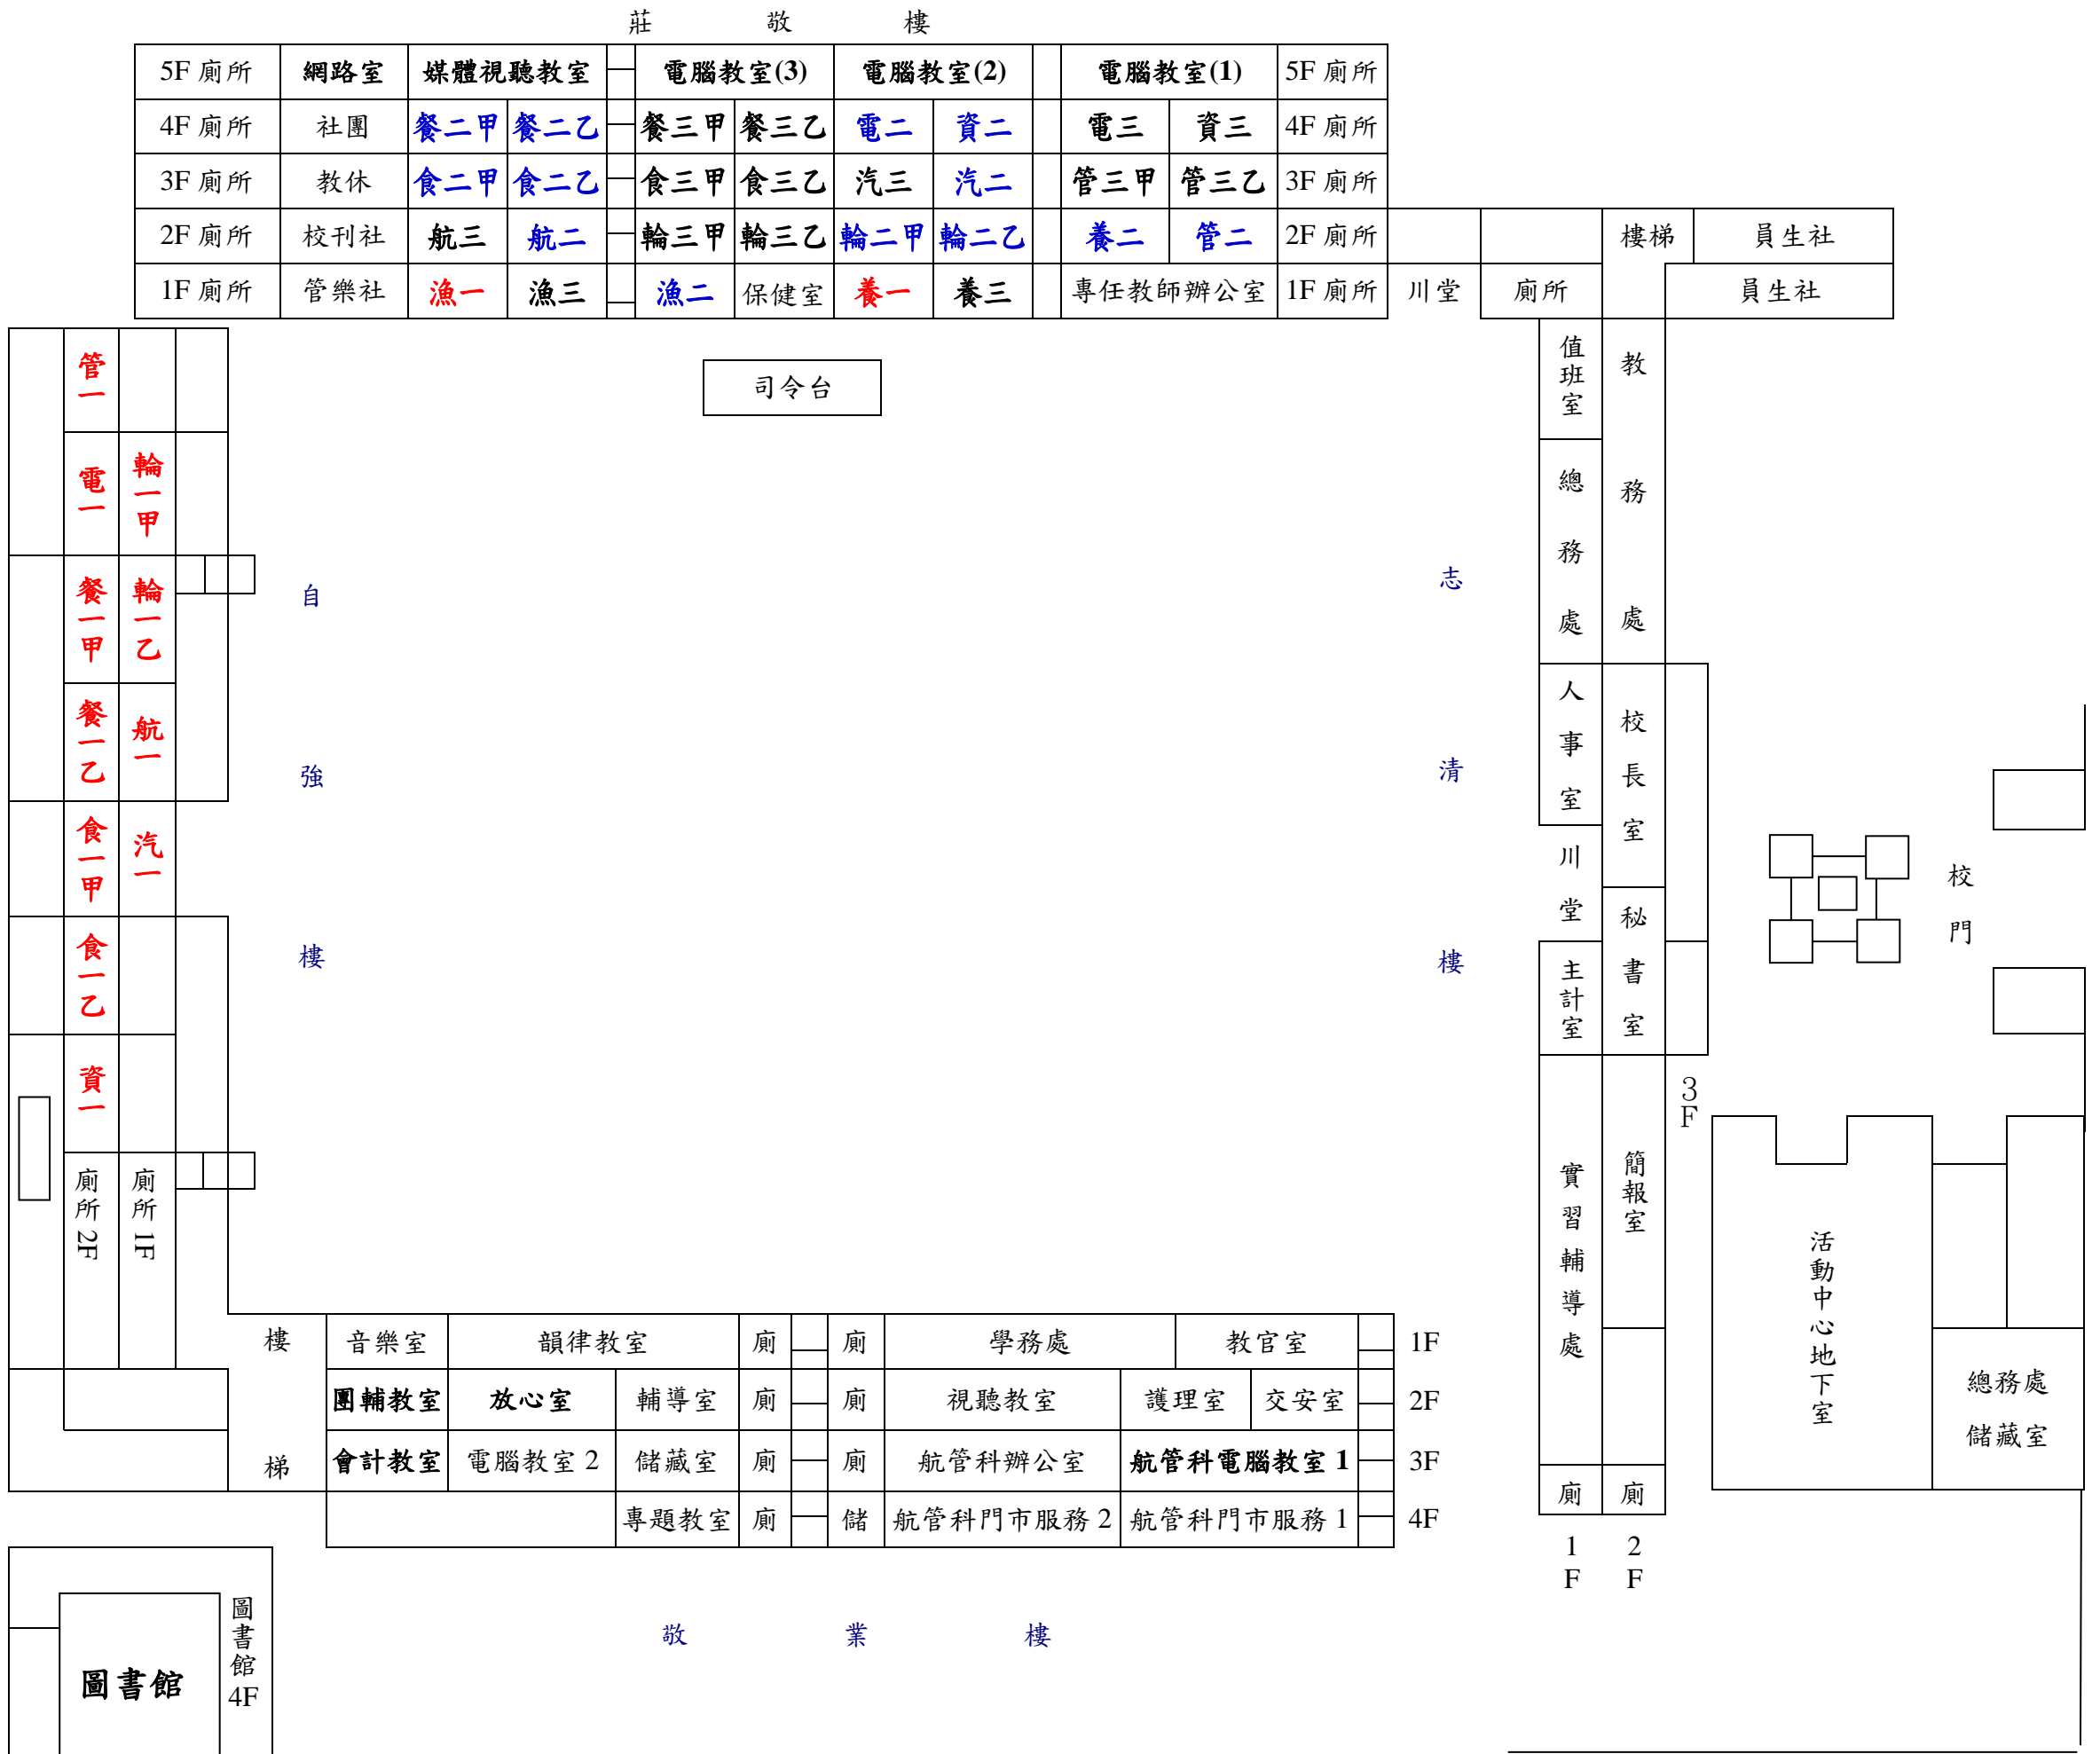 莊敬樓
5F 廁所 網路室 媒體視聽教室 電腦教室(3) 電腦教室(2) 電腦教室(1) 5F 廁所
4F 廁所 社團 餐二甲 餐二乙 餐三甲 餐三乙 電二 資二 電三 資三 4F 廁所
3F 廁所 教休 食二甲 食二乙 食三甲 食三乙 汽三 汽二 管三甲 管三乙 3F 廁所
2F 廁所 校刊社 航三 航二 輪三甲 輪三乙 輪二甲 輪二乙 養二 管二 2F 廁所 樓梯 員生社
1F 廁所 管樂社 漁一 漁三 漁二 保健室 養一 養三 專任教師辦公室 1F 廁所 川堂 廁所 員生社
司令台
管一
電一
餐一甲
餐一乙
食一甲
食一乙
資一
廁所 2F
輪一甲
輪一乙
航一
汽一
廁所 1F
自強樓
志清樓
值班室
總務處
人事室
川堂
主計室
實習輔導處
廁
1F
教務處
校長室
秘書室
簡報室
廁
2F
3F
校門
活動中心地下室
總務處
儲藏室
樓梯
音樂室 韻律教室 廁 廁 學務處 教官室 1F
團輔教室 放心室 輔導室 廁 廁 視聽教室 護理室 交安室 2F
會計教室 電腦教室 2 儲藏室 廁 廁 航管科辦公室 航管科電腦教室 1 3F
專題教室 廁 儲 航管科門市服務 2 航管科門市服務 1 4F
敬業樓
圖書館
圖書館 4F